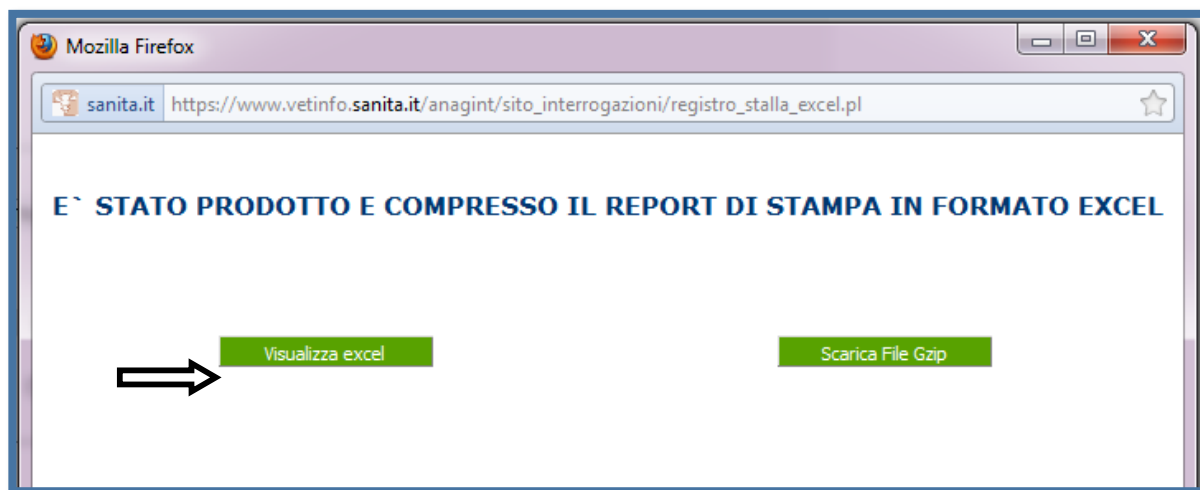 Mozilla Firefox
sanita.it https://www.vetinfo.sanita.it/anagint/sito_interrogazioni/registro_stalla_excel.pl
E` STATO PRODOTTO E COMPRESSO IL REPORT DI STAMPA IN FORMATO EXCEL
Visualizza excel Scarica File Gzip